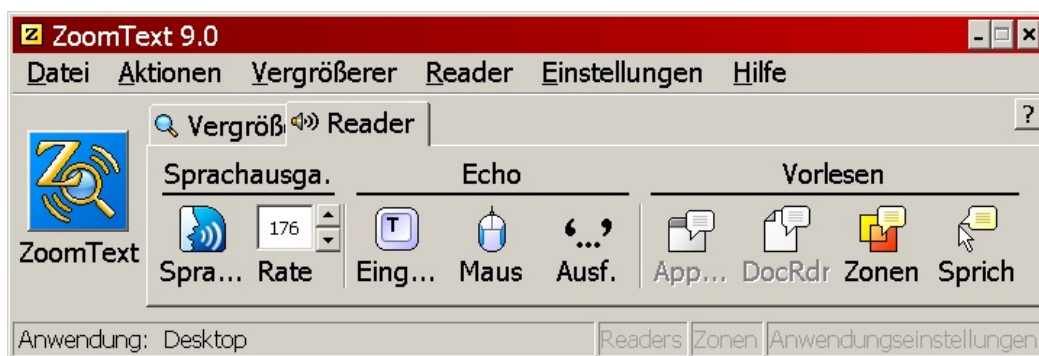 ZoomText 9.0
Datei Aktionen Vergrößerer Reader Einstellungen Hilfe
Vergröß Reader
?
Sprachausga. Echo Vorlesen
176 T
ZoomText
Spra... Rate Eing... Maus Ausf. App... DocRdr Zonen Sprich
Anwendung: Desktop Readers Zonen Anwendungseinstellungen